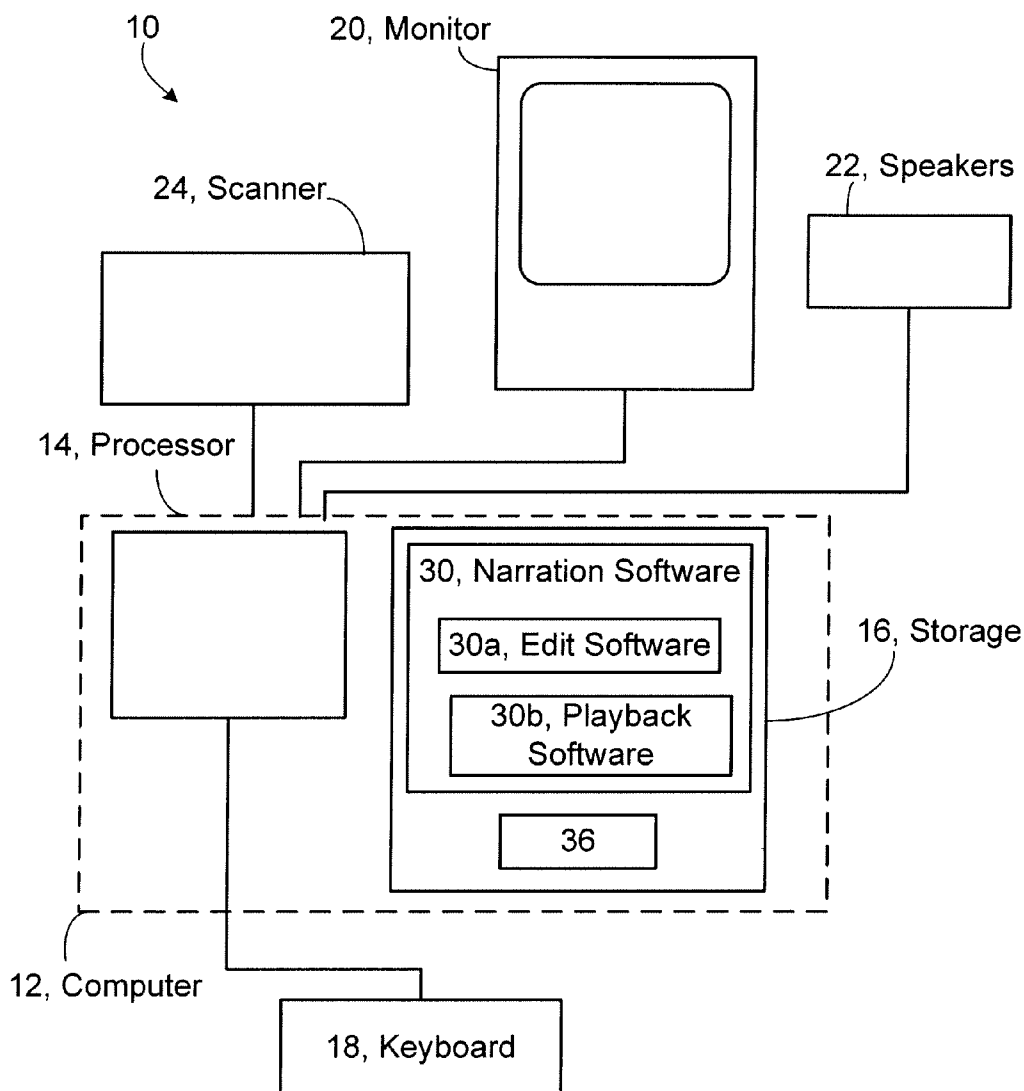 10
20, Monitor
22, Speakers
24, Scanner
14, Processor
30, Narration Software
30a, Edit Software
16, Storage
30b, Playback
Software
36
12, Computer
18, Keyboard